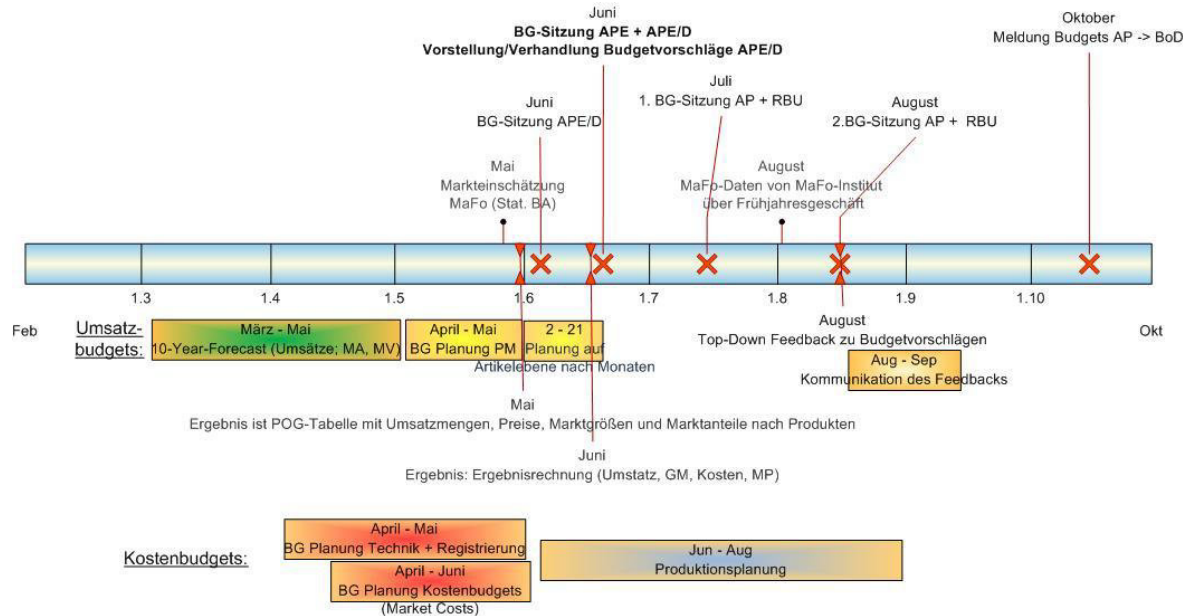 Juni
BG-Sitzung APE + APE/D
Vorstellung/Verhandlung Budgetvorschläge APE/D
Oktober
Meldung Budgets AP -> BoD
Juli
1. BG-Sitzung AP + RBU
Juni
BG-Sitzung APE/D
August
2.BG-Sitzung AP + RBU
Mai
Markteinschätzung
MaFo (Stat. BA)
August
MaFo-Daten von MaFo-Institut
über Frühjahresgeschäft
1.3
1.4
1.5
1.6
1.7
1.8
1.9
1.10
Feb
Okt
Umsatz-
budgets:
März - Mai
10-Year-Forecast (Umsätze; MA, MV)
April - Mai
BG Planung PM
2 - 21
Planung auf
Artikelebene nach Monaten
August
Top-Down Feedback zu Budgetvorschlägen
Aug - Sep
Kommunikation des Feedbacks
Mai
Ergebnis ist POG-Tabelle mit Umsatzmengen, Preise, Marktgrößen und Marktanteile nach Produkten
Juni
Ergebnis: Ergebnisrechnung (Umstatz, GM, Kosten, MP)
Kostenbudgets:
April - Mai
BG Planung Technik + Registrierung
April - Juni
BG Planung Kostenbudgets
(Market Costs)
Jun - Aug
Produktionsplanung